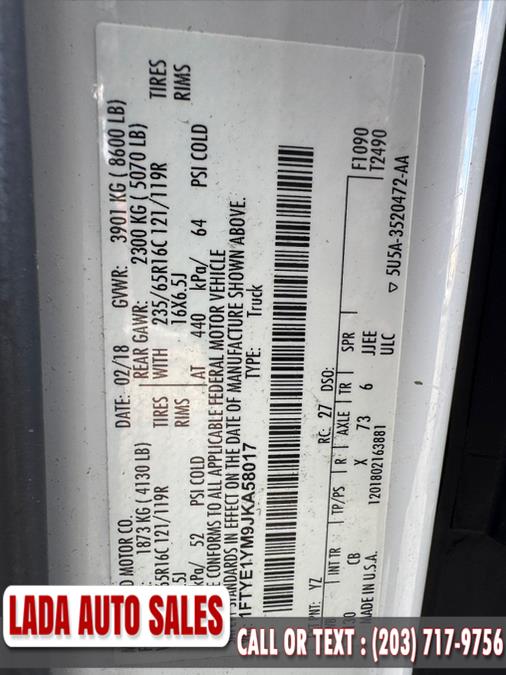 D MOTOR CO.
DATE: 02/18 GVWR: 3901 KG ( 8600 LB)
1873 KG ( 4130 LB) REAR GAWR: 2300 KG ( 5070 LB)
65R16C 121/119R WITH 235/65R16C 121/119R TIRES
.5J RIMS 16X6.5J RIMS
kPa/ 52 PSI COLD AT 440 kPa/ 64 PSI COLD
CONFORMS TO ALL APPLICABLE FEDERAL MOTOR VEHICLE
STANDARDS IN EFFECT ON THE DATE OF MANUFACTURE SHOWN ABOVE.
1FTYE1YM9JKA58017 TYPE: Truck
PNT: YZ RC: 27 DSO: F1090
T2490
WB INT TR TP/PS R AXLE TR SPR
130 CB X 73 6 JJEE
ULC
MADE IN U.S.A. 1201802163881 ▽ 5U5A-3520472-AA
LADA AUTO SALES
CALL OR TEXT : (203) 717-9756